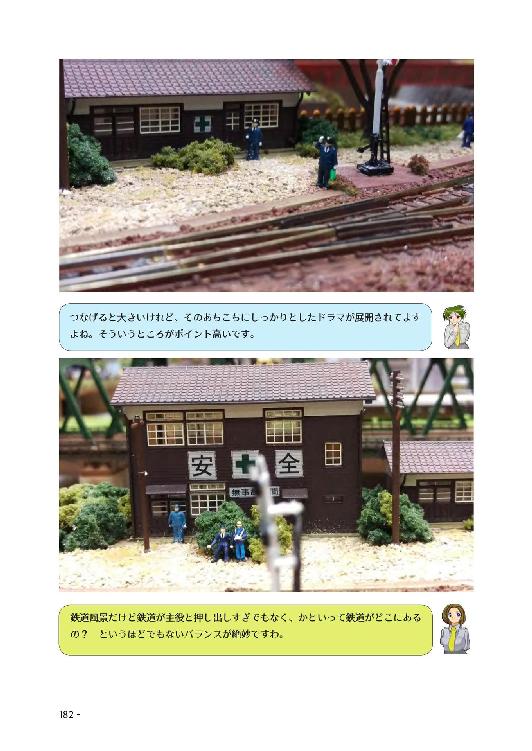 つなげると大きいけれど、そのあちこちにしっかりとしたドラマが展開されてます
よね。そういうところがポイント高いです。
安 全
鉄道風景だけど鉄道が主役と押し出しすぎでもなく、かといって鉄道がどこにある
の？　というほどでもないバランスが絶妙ですわ。
182 -